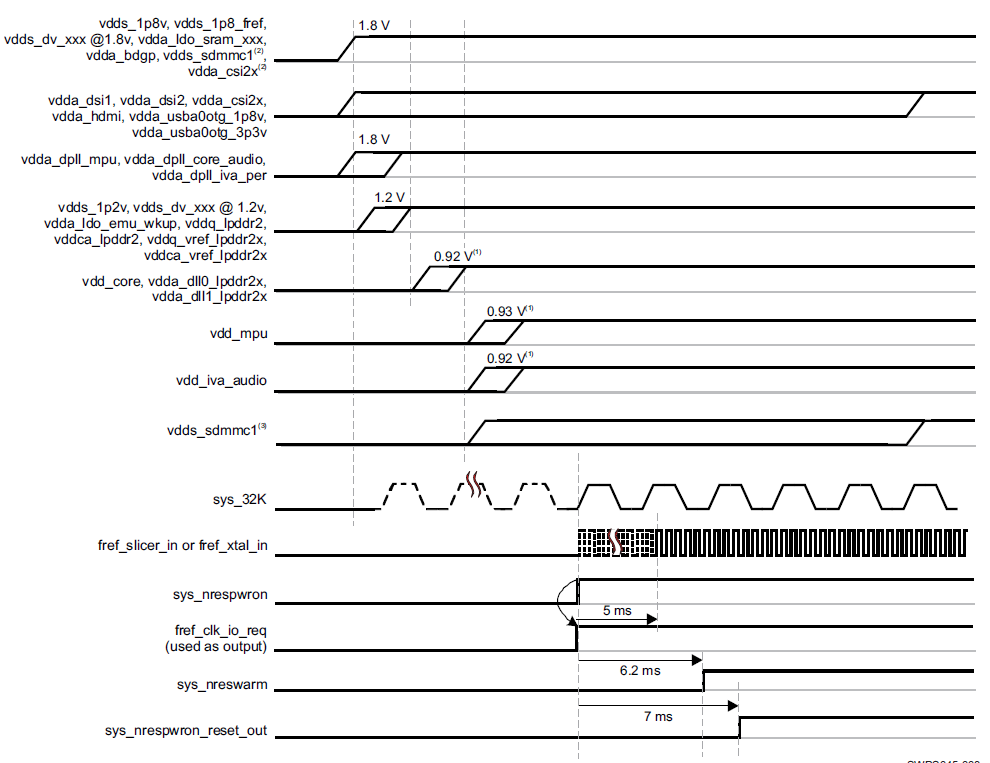 vdds_1p8v, vdds_1p8_fref,
vdds_dv_xxx @1.8v, vdda_ldo_sram_xxx,
vdda_bdgp, vdds_sdmmc1(2),
vdda_csi2x(2)
1.8 V
vdda_dsi1, vdda_dsi2, vdda_csi2x,
vdda_hdmi, vdda_usba0otg_1p8v,
vdda_usba0otg_3p3v
1.8 V
vdda_dpll_mpu, vdda_dpll_core_audio,
vdda_dpll_iva_per
1.2 V
vdds_1p2v, vdds_dv_xxx @ 1.2v,
vdda_ldo_emu_wkup, vddq_lpddr2,
vddca_lpddr2, vddq_vref_lpddr2x,
vddca_vref_lpddr2x
0.92 V(1)
vdd_core, vdda_dll0_lpddr2x,
vdda_dll1_lpddr2x
0.93 V(1)
vdd_mpu
0.92 V(1)
vdd_iva_audio
vdds_sdmmc1(3)
sys_32K
fref_slicer_in or fref_xtal_in
sys_nrespwron
5 ms
fref_clk_io_req
(used as output)
6.2 ms
sys_nreswarm
7 ms
sys_nrespwron_reset_out